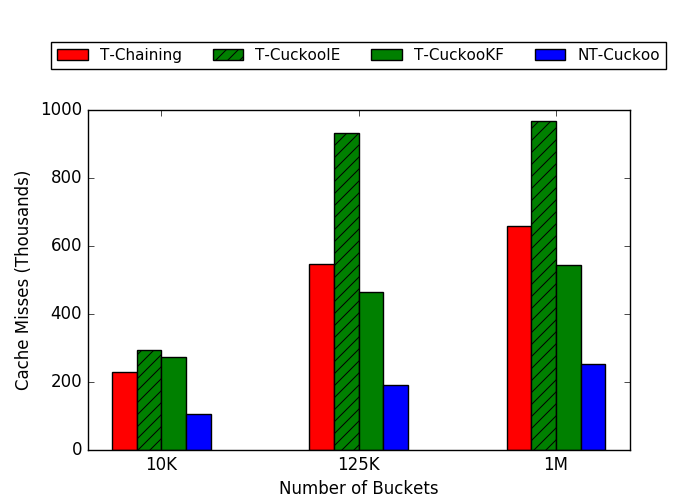 T-Chaining T-CuckooIE T-CuckooKF NT-Cuckoo
1000
800
600
400
200
0
Cache Misses (Thousands)
10K 125K 1M
Number of Buckets